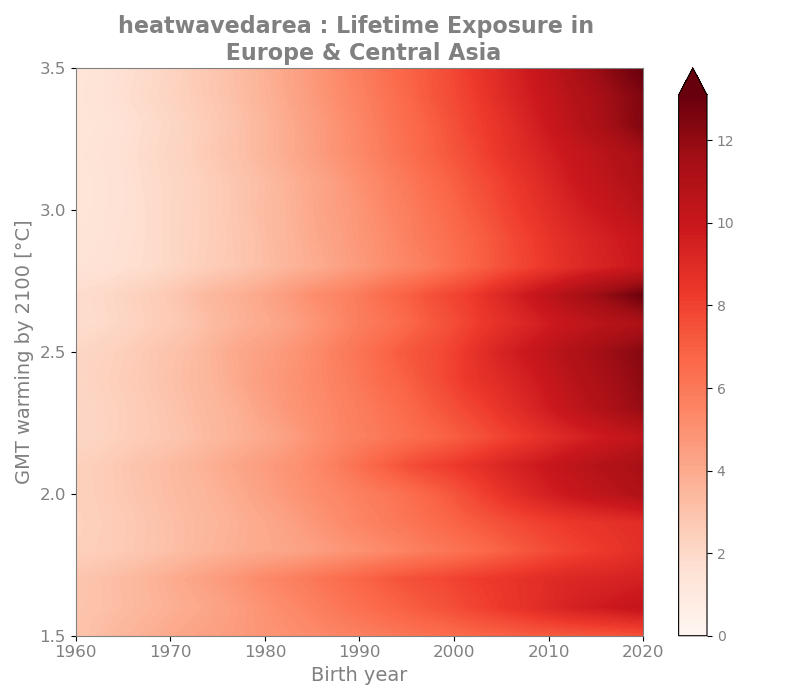 heatwavedarea : Lifetime Exposure in
Europe & Central Asia
GMT warming by 2100 [°C]
3.5
3.0
2.5
2.0
1.5
1960 1970 1980 1990 2000 2010 2020
Birth year
12
10
8
6
4
2
0